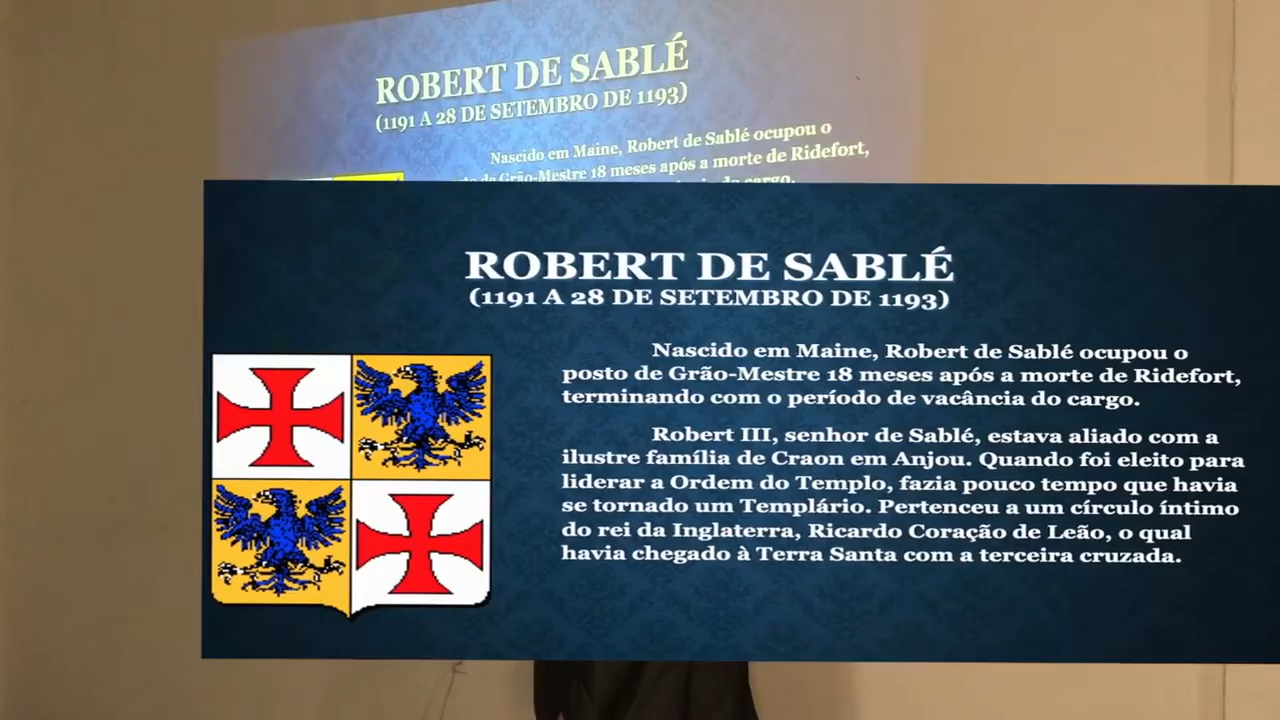 ROBERT DE SABLÉ
(1191 A 28 DE SETEMBRO DE 1193)
Nascido em Maine, Robert de Sablé ocupou o
de Grão-Mestre 18 meses após a morte de Ridefort,
cargo.
ROBERT DE SABLÉ
(1191 A 28 DE SETEMBRO DE 1193)
Nascido em Maine, Robert de Sablé ocupou o
posto de Grão-Mestre 18 meses após a morte de Ridefort,
terminando com o período de vacância do cargo.
Robert III, senhor de Sablé, estava aliado com a
ilustre família de Craon em Anjou. Quando foi eleito para
liderar a Ordem do Templo, fazia pouco tempo que havia
se tornado um Templário. Pertenceu a um círculo íntimo
do rei da Inglaterra, Ricardo Coração de Leão, o qual
havia chegado à Terra Santa com a terceira cruzada.